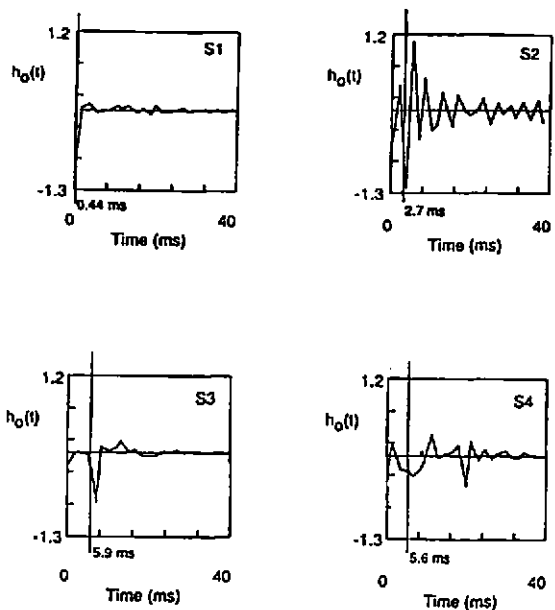 1.2
S1
h₀(t)
-1.3
0.44 ms
0
40
Time (ms)
1.2
S2
h₀(t)
-1.3
2.7 ms
0
40
Time (ms)
1.2
S3
h₀(t)
-1.3
5.9 ms
0
40
Time (ms)
1.2
S4
h₀(t)
-1.3
5.6 ms
0
40
Time (ms)